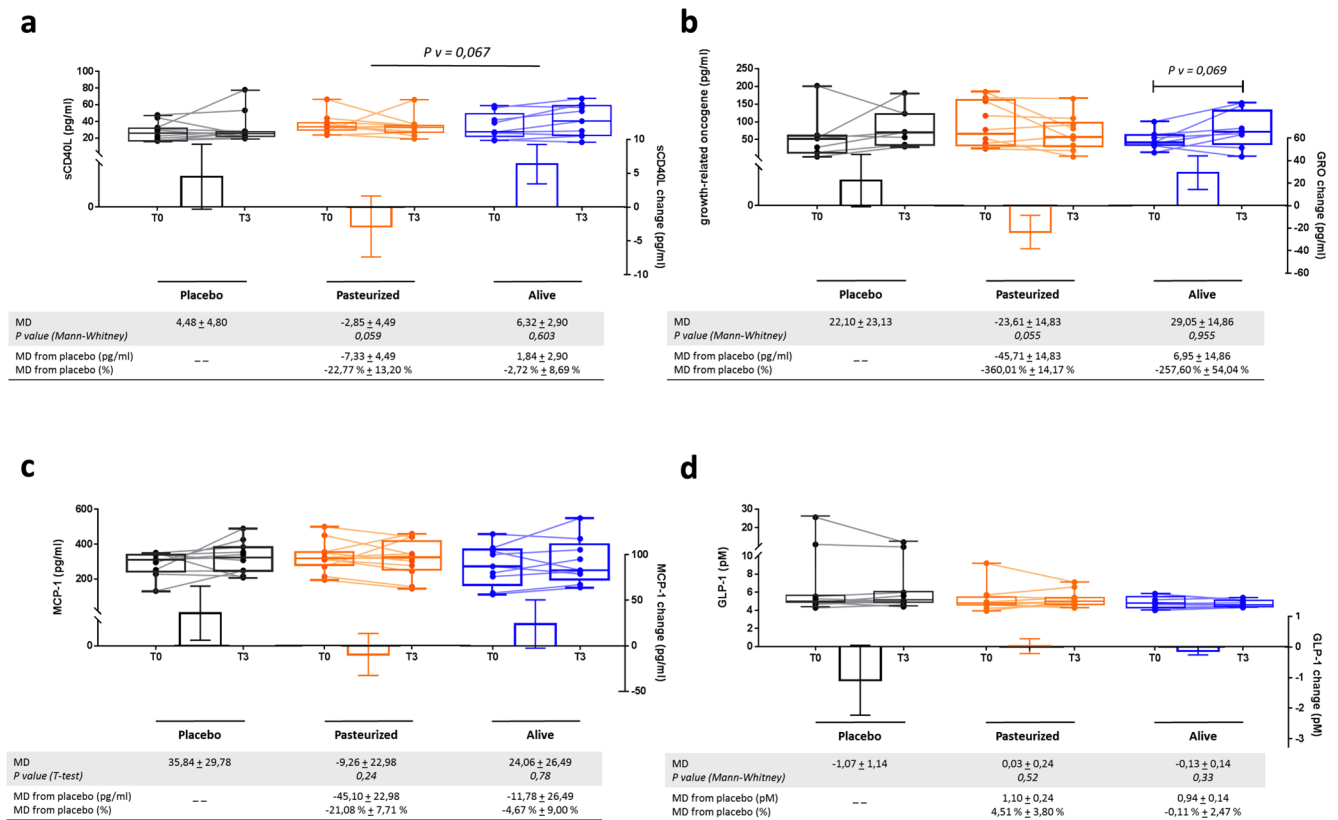 a
P v = 0,067
sCD40L (pg/ml)
100
80
60
40
20
0
T0 T3 T0 T3 T0 T3
10
5
0
-5
-10
sCD40L change (pg/ml)
Placebo Pasteurized Alive
MD 4,48 ± 4,80 -2,85 ± 4,49 6,32 ± 2,90
P value (Mann-Whitney) 0,059 0,603
MD from placebo (pg/ml) _ _ -7,33 ± 4,49 1,84 ± 2,90
MD from placebo (%) -22,77 % ± 13,20 % -2,72 % ± 8,69 %
b
P v = 0,069
growth-related oncogene (pg/ml)
250
200
150
100
50
0
T0 T3 T0 T3 T0 T3
60
40
20
0
-20
-40
-60
GRO change (pg/ml)
Placebo Pasteurized Alive
MD 22,10 ± 23,13 -23,61 ± 14,83 29,05 ± 14,86
P value (Mann-Whitney) 0,055 0,955
MD from placebo (pg/ml) _ _ -45,71 ± 14,83 6,95 ± 14,86
MD from placebo (%) -360,01 % ± 14,17 % -257,60 % ± 54,04 %
c
MCP-1 (pg/ml)
600
400
200
0
T0 T3 T0 T3 T0 T3
100
50
0
-50
MCP-1 change (pg/ml)
Placebo Pasteurized Alive
MD 35,84 ± 29,78 -9,26 ± 22,98 24,06 ± 26,49
P value (T-test) 0,24 0,78
MD from placebo (pg/ml) _ _ -45,10 ± 22,98 -11,78 ± 26,49
MD from placebo (%) -21,08 % ± 7,71 % -4,67 % ± 9,00 %
d
GLP-1 (pM)
30
20
10
8
6
4
2
0
T0 T3 T0 T3 T0 T3
1
0
-1
-2
-3
GLP-1 change (pM)
Placebo Pasteurized Alive
MD -1,07 ± 1,14 0,03 ± 0,24 -0,13 ± 0,14
P value (Mann-Whitney) 0,52 0,33
MD from placebo (pM) _ _ 1,10 ± 0,24 0,94 ± 0,14
MD from placebo (%) 4,51 % ± 3,80 % -0,11 % ± 2,47 %